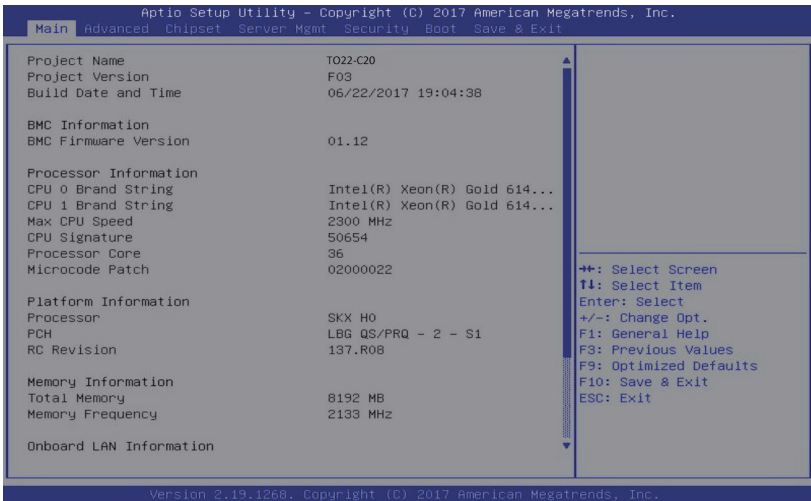 Aptio Setup Utility - Copyright (C) 2017 American Megatrends, Inc.
Main Advanced Chipset Server Mgmt Security Boot Save & Exit
Project Name TO22-C20
Project Version F03
Build Date and Time 06/22/2017 19:04:38
BMC Information
BMC Firmware Version 01.12
Processor Information
CPU 0 Brand String Intel(R) Xeon(R) Gold 614...
CPU 1 Brand String Intel(R) Xeon(R) Gold 614...
Max CPU Speed 2300 MHz
CPU Signature 50654
Processor Core 36
Microcode Patch 02000022
Platform Information
Processor SKX H0
PCH LBG QS/PRQ - 2 - S1
RC Revision 137.R08
Memory Information
Total Memory 8192 MB
Memory Frequency 2133 MHz
Onboard LAN Information
→←: Select Screen
↑↓: Select Item
Enter: Select
+/-: Change Opt.
F1: General Help
F3: Previous Values
F9: Optimized Defaults
F10: Save & Exit
ESC: Exit
Version 2.19.1268. Copyright (C) 2017 American Megatrends, Inc.